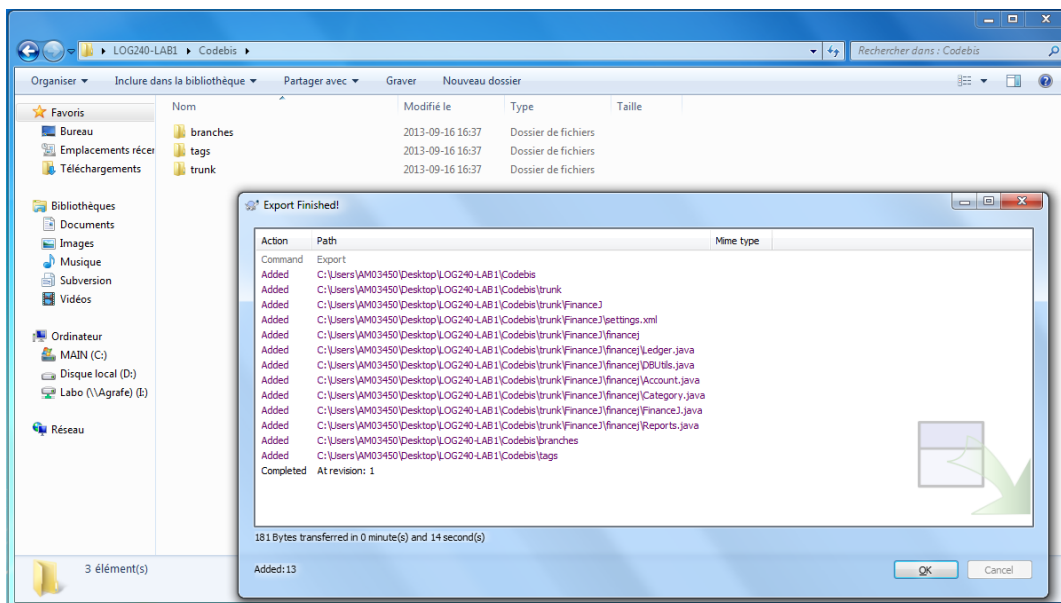 LOG240-LAB1 Codebis
Rechercher dans : Codebis
Organiser Inclure dans la bibliothèque Partager avec Graver Nouveau dossier
Nom Modifié le Type Taille
Favoris
Bureau
Emplacements récer
Téléchargements
Bibliothèques
Documents
Images
Musique
Subversion
Vidéos
Ordinateur
MAIN (C:)
Disque local (D:)
Labo (\\Agrafe) (I:)
Réseau
branches 2013-09-16 16:37 Dossier de fichiers
tags 2013-09-16 16:37 Dossier de fichiers
trunk 2013-09-16 16:37 Dossier de fichiers
Export Finished!
Action Path Mime type
Command Export
Added C:\Users\AM03450\Desktop\LOG240-LAB1\Codebis
Added C:\Users\AM03450\Desktop\LOG240-LAB1\Codebis\trunk
Added C:\Users\AM03450\Desktop\LOG240-LAB1\Codebis\trunk\FinanceJ
Added C:\Users\AM03450\Desktop\LOG240-LAB1\Codebis\trunk\FinanceJ\settings.xml
Added C:\Users\AM03450\Desktop\LOG240-LAB1\Codebis\trunk\FinanceJ\financej
Added C:\Users\AM03450\Desktop\LOG240-LAB1\Codebis\trunk\FinanceJ\financej\Ledger.java
Added C:\Users\AM03450\Desktop\LOG240-LAB1\Codebis\trunk\FinanceJ\financej\DBUtils.java
Added C:\Users\AM03450\Desktop\LOG240-LAB1\Codebis\trunk\FinanceJ\financej\Account.java
Added C:\Users\AM03450\Desktop\LOG240-LAB1\Codebis\trunk\FinanceJ\financej\Category.java
Added C:\Users\AM03450\Desktop\LOG240-LAB1\Codebis\trunk\FinanceJ\financej\FinanceJ.java
Added C:\Users\AM03450\Desktop\LOG240-LAB1\Codebis\trunk\FinanceJ\financej\Reports.java
Added C:\Users\AM03450\Desktop\LOG240-LAB1\Codebis\branches
Added C:\Users\AM03450\Desktop\LOG240-LAB1\Codebis\tags
Completed At revision: 1
181 Bytes transferred in 0 minute(s) and 14 second(s)
Added:13
OK Cancel
3 élément(s)